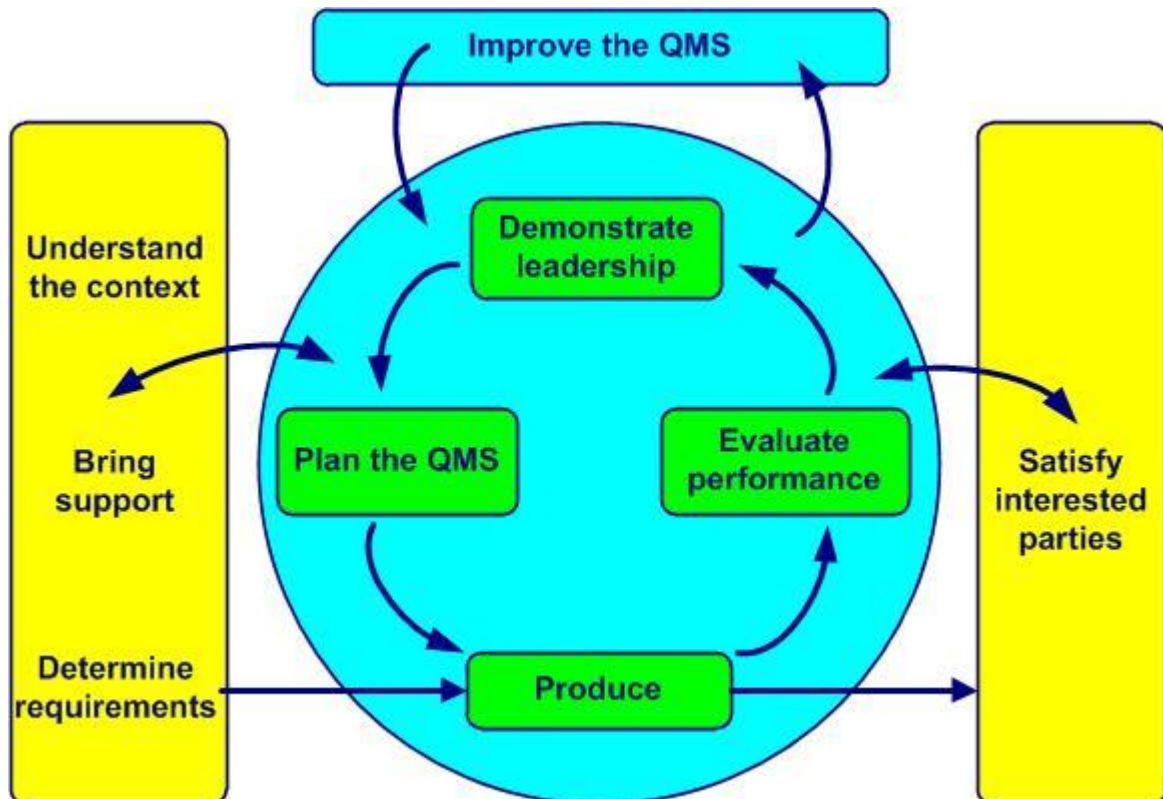 Improve the QMS
Understand
the context
Bring
support
Determine
requirements
Demonstrate
leadership
Plan the QMS
Evaluate
performance
Produce
Satisfy
interested
parties